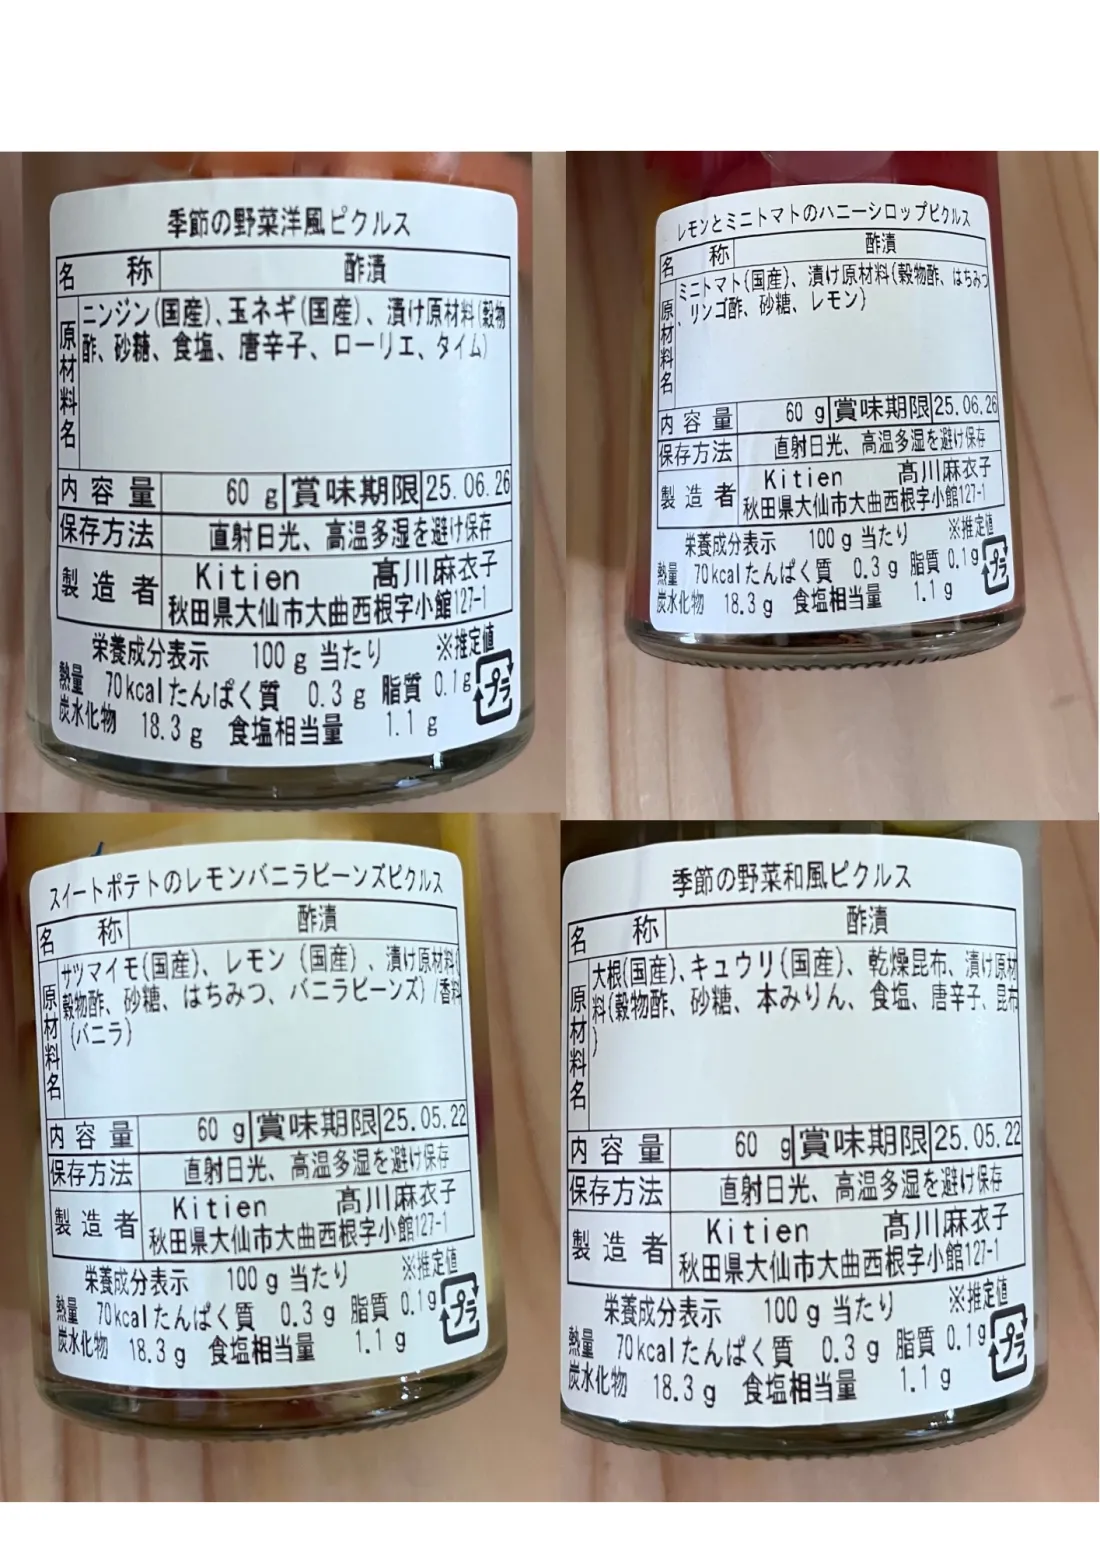 季節の野菜洋風ピクルス
名 称 酢漬
原材料名 ニンジン(国産)、玉ネギ(国産)、漬け原材料(穀物
酢、砂糖、食塩、唐辛子、ローリエ、タイム)
内容量 60 g 賞味期限 25.06.26
保存方法 直射日光、高温多湿を避け保存
製造者 Kitien 髙川麻衣子
秋田県大仙市大曲西根字小館127-1
栄養成分表示 100g当たり ※推定値
熱量 70kcal たんぱく質 0.3g 脂質 0.1g
炭水化物 18.3g 食塩相当量 1.1g
プラ
レモンとミニトマトのハニーシロップピクルス
名 称 酢漬
原材料名 ミニトマト(国産)、漬け原材料(穀物酢、はちみつ
、リンゴ酢、砂糖、レモン)
内容量 60 g 賞味期限 25.06.26
保存方法 直射日光、高温多湿を避け保存
製造者 Kitien 髙川麻衣子
秋田県大仙市大曲西根字小館127-1
栄養成分表示 100g当たり ※推定値
熱量 70kcal たんぱく質 0.3g 脂質 0.1g
炭水化物 18.3g 食塩相当量 1.1g
プラ
スイートポテトのレモンバニラビーンズピクルス
名 称 酢漬
原材料名 サツマイモ(国産)、レモン(国産)、漬け原材料(
穀物酢、砂糖、はちみつ、バニラビーンズ)/香料
(バニラ)
内容量 60 g 賞味期限 25.05.22
保存方法 直射日光、高温多湿を避け保存
製造者 Kitien 髙川麻衣子
秋田県大仙市大曲西根字小館127-1
栄養成分表示 100g当たり ※推定値
熱量 70kcal たんぱく質 0.3g 脂質 0.1g
炭水化物 18.3g 食塩相当量 1.1g
プラ
季節の野菜和風ピクルス
名 称 酢漬
原材料名 大根(国産)、キュウリ(国産)、乾燥昆布、漬け原材
料(穀物酢、砂糖、本みりん、食塩、唐辛子、昆布
)
内容量 60 g 賞味期限 25.05.22
保存方法 直射日光、高温多湿を避け保存
製造者 Kitien 髙川麻衣子
秋田県大仙市大曲西根字小館127-1
栄養成分表示 100g当たり ※推定値
熱量 70kcal たんぱく質 0.3g 脂質 0.1g
炭水化物 18.3g 食塩相当量 1.1g
プラ